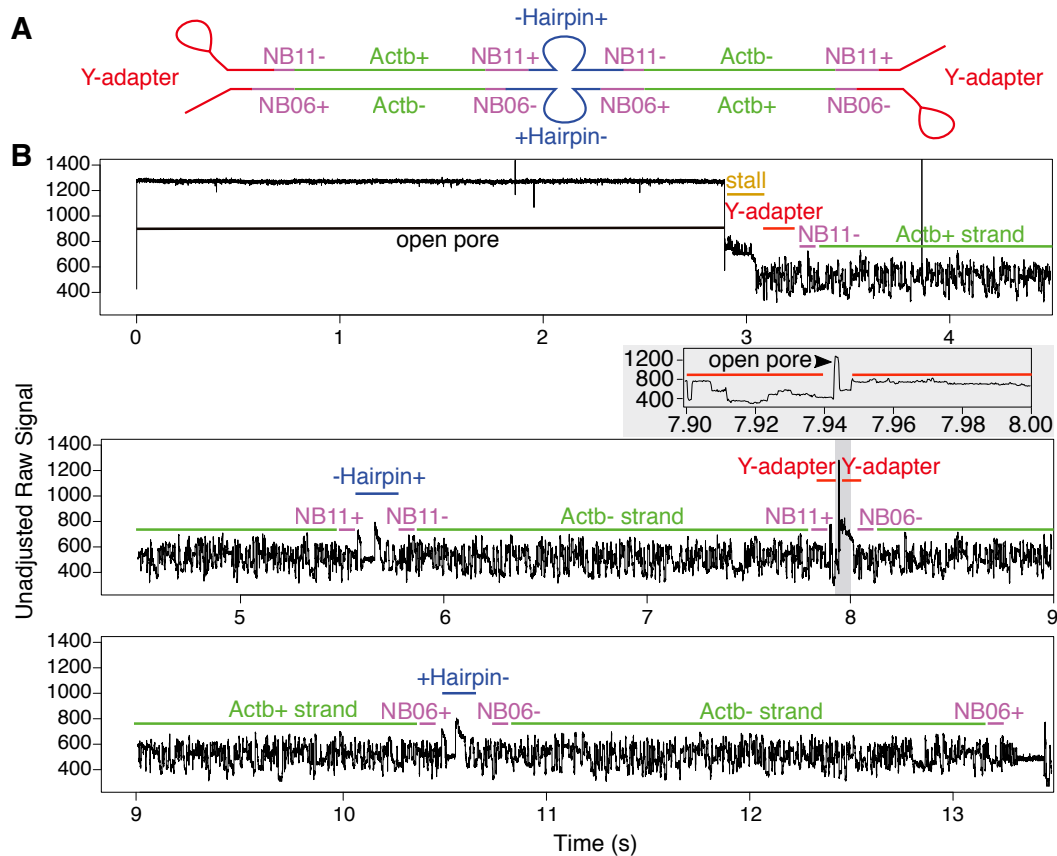 A
-Hairpin+
NB11- Actb+ NB11+ NB11- Actb- NB11+
Y-adapter Y-adapter
NB06+ Actb- NB06- NB06+ Actb+ NB06-
+Hairpin-
B
1400
1200
1000
800
600
400
stall
Y-adapter
NB11- Actb+ strand
open pore
0 1 2 3 4
1200
800
400
open pore
7.90 7.92 7.94 7.96 7.98 8.00
Unadjusted Raw Signal
1400
1200
1000
800
600
400
-Hairpin+ Y-adapter Y-adapter
NB11+ NB11- Actb- strand NB11+ NB06-
5 6 7 8 9
1400
1200
1000
800
600
400
+Hairpin-
Actb+ strand NB06+ NB06- Actb- strand NB06+
9 10 11 12 13
Time (s)